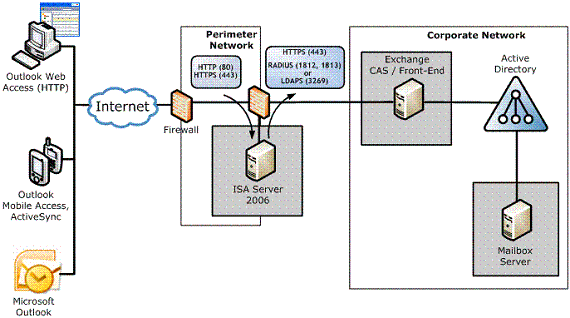 Outlook Web
Access (HTTP)
Outlook
Mobile Access,
ActiveSync
Microsoft
Outlook
Internet
Firewall
Perimeter
Network
HTTP (80)
HTTPS (443)
HTTPS (443)
RADIUS (1812, 1813)
or
LDAPS (3269)
ISA Server
2006
Corporate Network
Exchange
CAS / Front-End
Active
Directory
Mailbox
Server